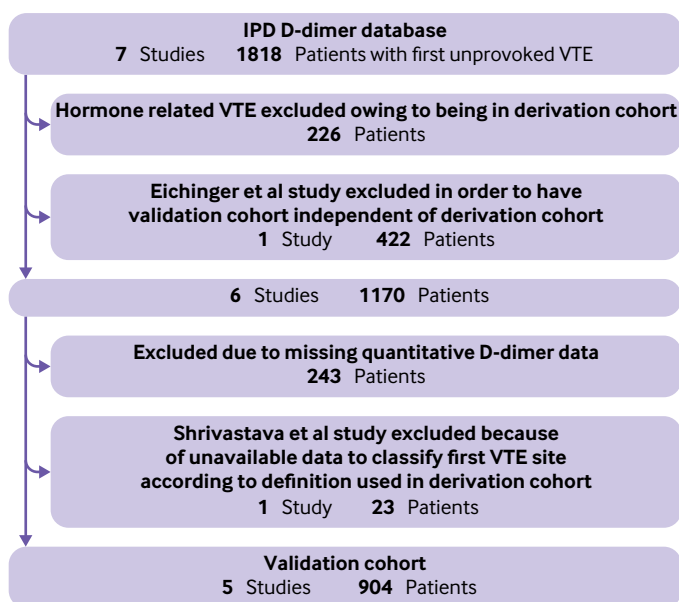 IPD D-dimer database
7 Studies 1818 Patients with first unprovoked VTE
Hormone related VTE excluded owing to being in derivation cohort
226 Patients
Eichinger et al study excluded in order to have
validation cohort independent of derivation cohort
1 Study 422 Patients
6 Studies 1170 Patients
Excluded due to missing quantitative D-dimer data
243 Patients
Shrivastava et al study excluded because
of unavailable data to classify first VTE site
according to definition used in derivation cohort
1 Study 23 Patients
Validation cohort
5 Studies 904 Patients